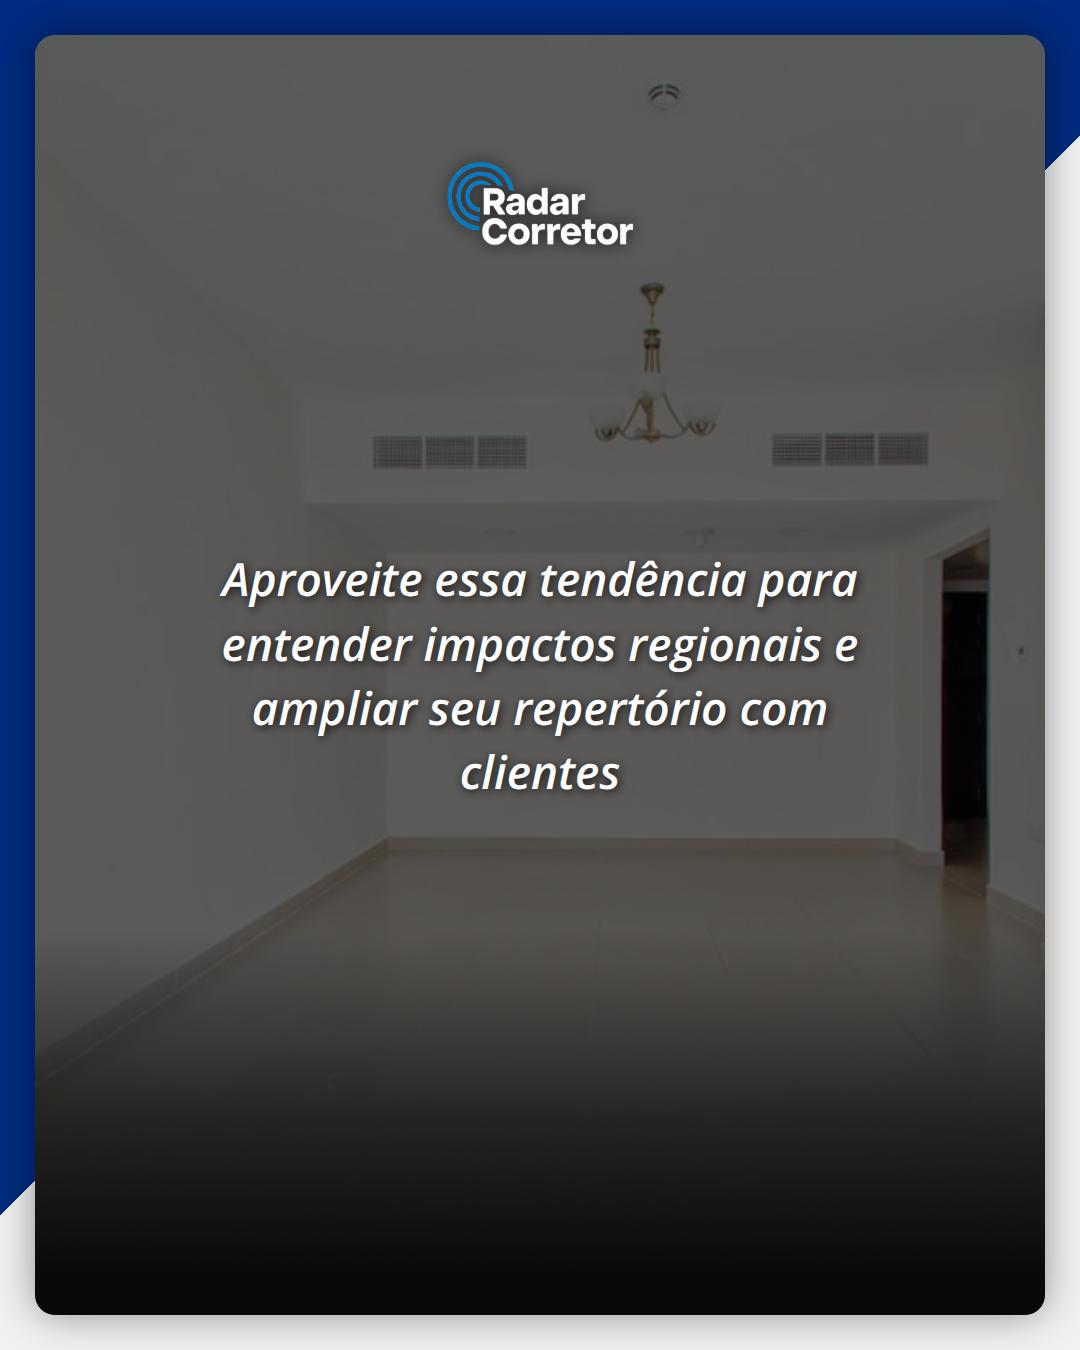 Radar
Corretor
Aproveite essa tendência para
entender impactos regionais e
ampliar seu repertório com
clientes